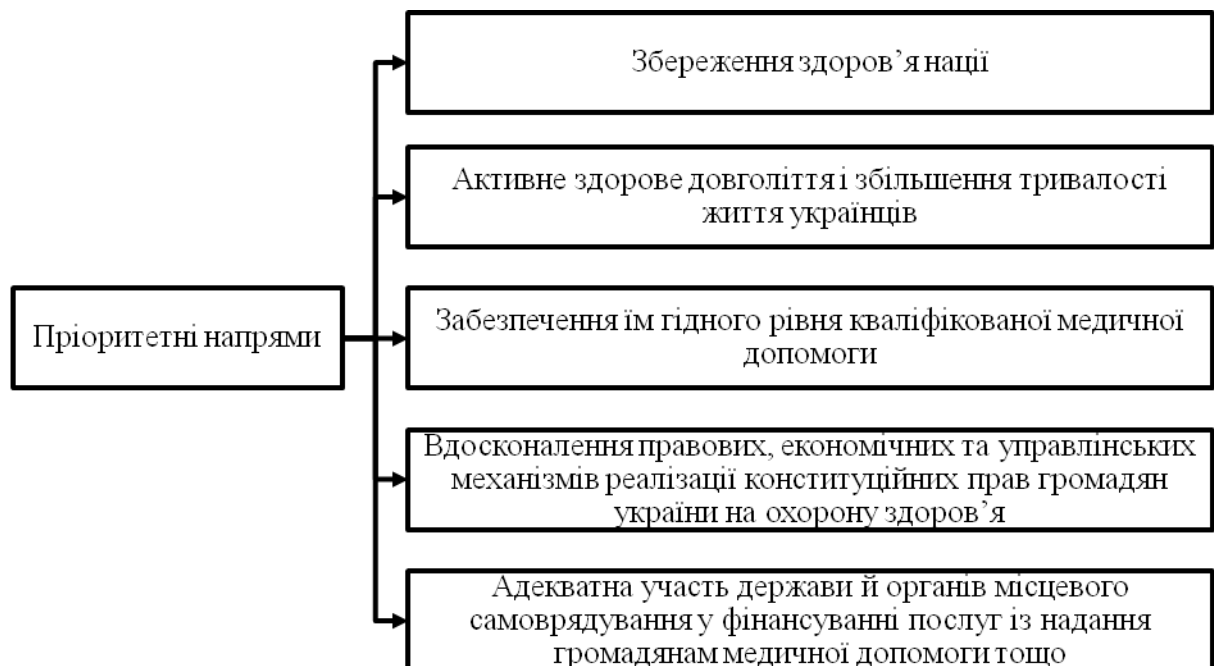 Збереження здоров’я нації
Активне здорове довголіття і збільшення тривалості
життя українців
Пріоритетні напрями
Забезпечення їм гідного рівня кваліфікованої медичної
допомоги
Вдосконалення правових, економічних та управлінських
механізмів реалізації конституційних прав громадян
україни на охорону здоров’я
Адекватна участь держави й органів місцевого
самоврядування у фінансуванні послуг із надання
громадянам медичної допомоги тощо